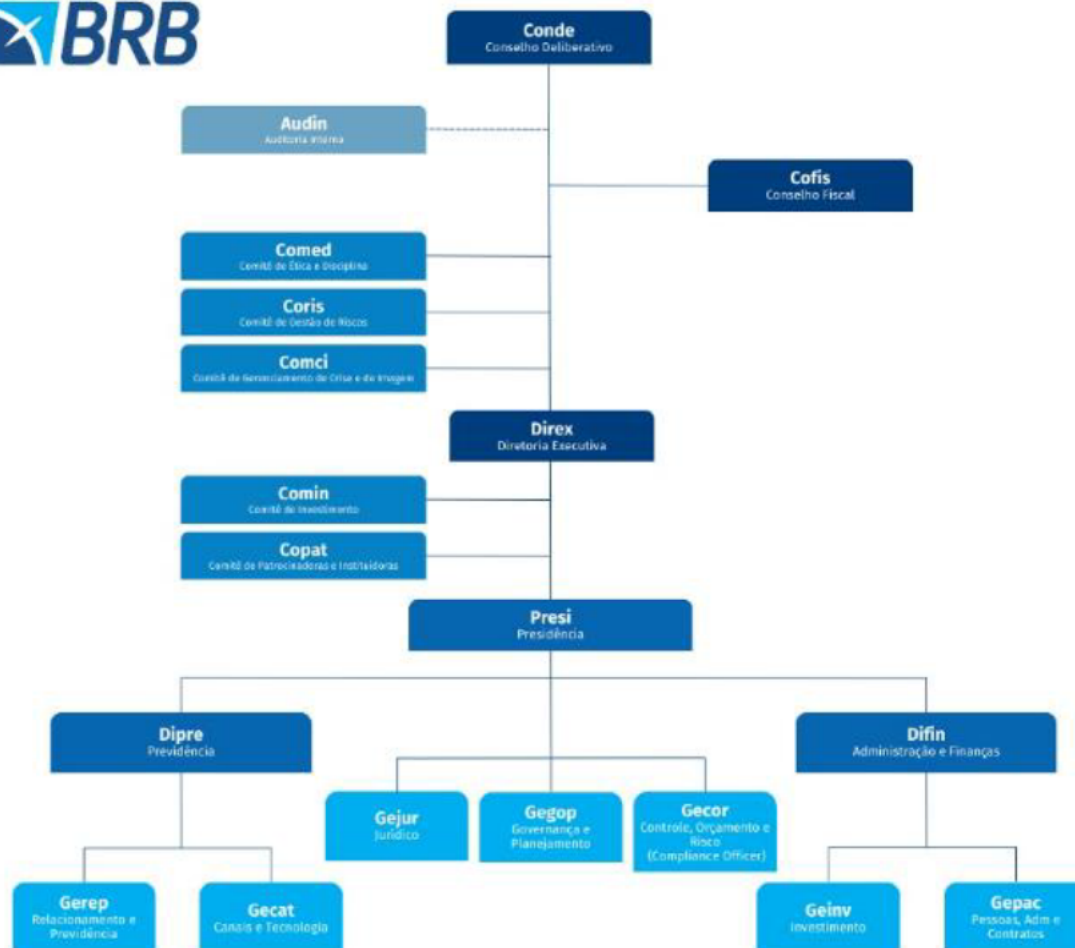 BRB
Conde
Conselho Deliberativo
Audin
Auditoria Interna
Cofis
Conselho Fiscal
Comed
Comitê de Ética e Disciplina
Coris
Comitê de Gestão de Riscos
Comci
Comitê de Gerenciamento de Crise e de Imagem
Direx
Diretoria Executiva
Comin
Comitê de Investimento
Copat
Comitê de Patrocinadoras e Instituidoras
Presi
Presidência
Dipre
Previdência
Difin
Administração e Finanças
Gejur
Jurídico
Gegop
Governança e
Planejamento
Gecor
Controle, Orçamento e
Risco
(Compliance Officer)
Gerep
Relacionamento e
Previdência
Gecat
Canais e Tecnologia
Geinv
Investimento
Gepac
Pessoas, Adm e
Contratos